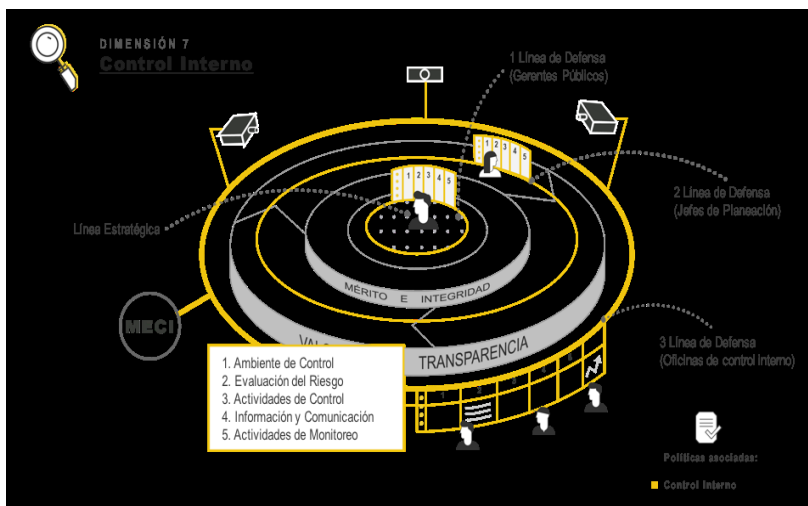 DIMENSIÓN 7
Control Interno
1 Línea de Defensa
(Gerentes Públicos)
1 2 3 4 5
1 2 3 4 5
2 Línea de Defensa
(Jefes de Planeación)
Línea Estratégica
MÉRITO E INTEGRIDAD
MECI
TRANSPARENCIA
3 Línea de Defensa
(Oficinas de control interno)
1. Ambiente de Control
2. Evaluación del Riesgo
3. Actividades de Control
4. Información y Comunicación
5. Actividades de Monitoreo
Políticas asociadas:
Control Interno